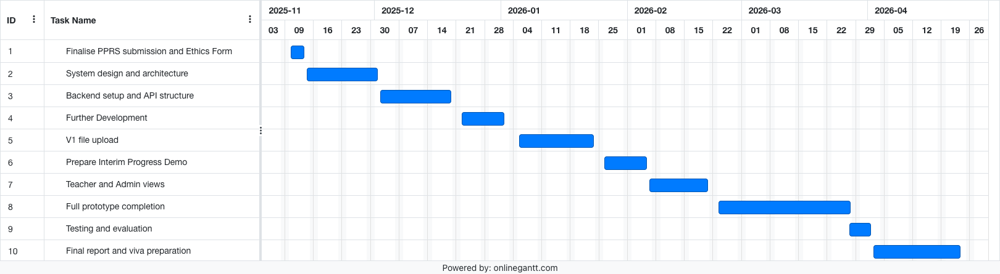 2025-11 2025-12 2026-01 2026-02 2026-03 2026-04
ID Task Name
03 09 16 23 30 07 14 21 28 04 11 18 25 01 08 15 22 01 08 15 22 29 05 12 19 26
1 Finalise PPRS submission and Ethics Form
2 System design and architecture
3 Backend setup and API structure
4 Further Development
5 V1 file upload
6 Prepare Interim Progress Demo
7 Teacher and Admin views
8 Full prototype completion
9 Testing and evaluation
10 Final report and viva preparation
Powered by: onlinegantt.com